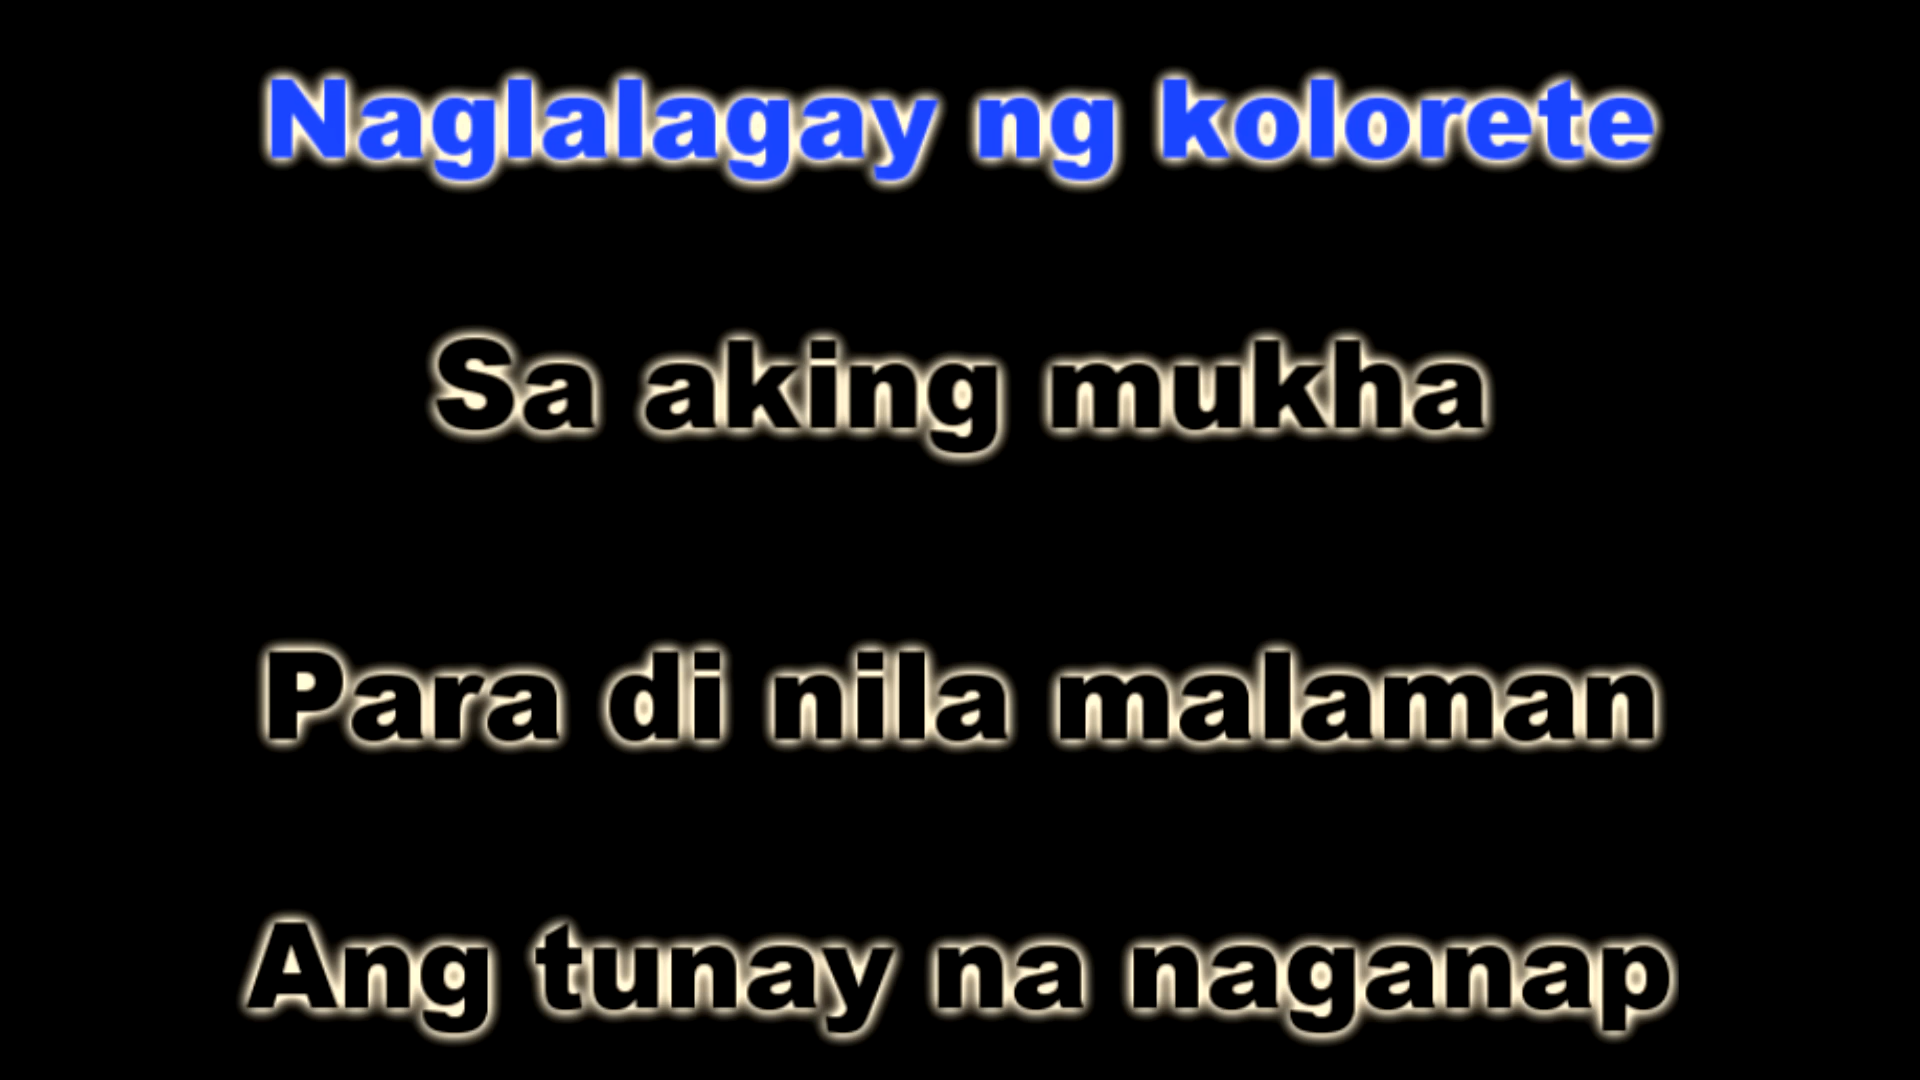 Naglalagay ng kolorete
Sa aking mukha
Para di nila malaman
Ang tunay na naganap